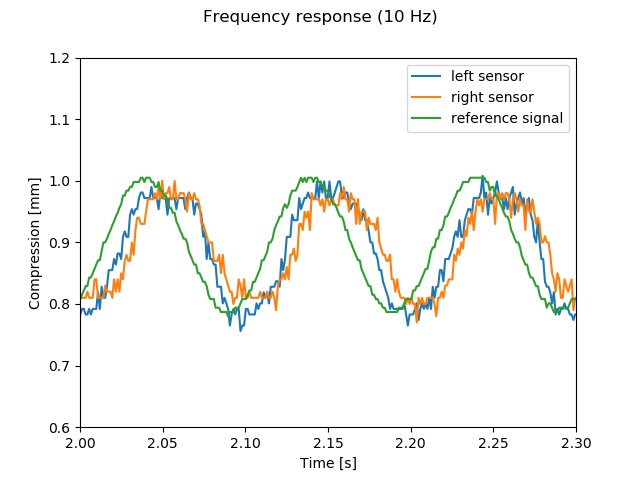 Frequency response (10 Hz)
1.2
1.1
1.0
0.9
0.8
0.7
0.6
Compression [mm]
left sensor
right sensor
reference signal
2.00 2.05 2.10 2.15 2.20 2.25 2.30
Time [s]